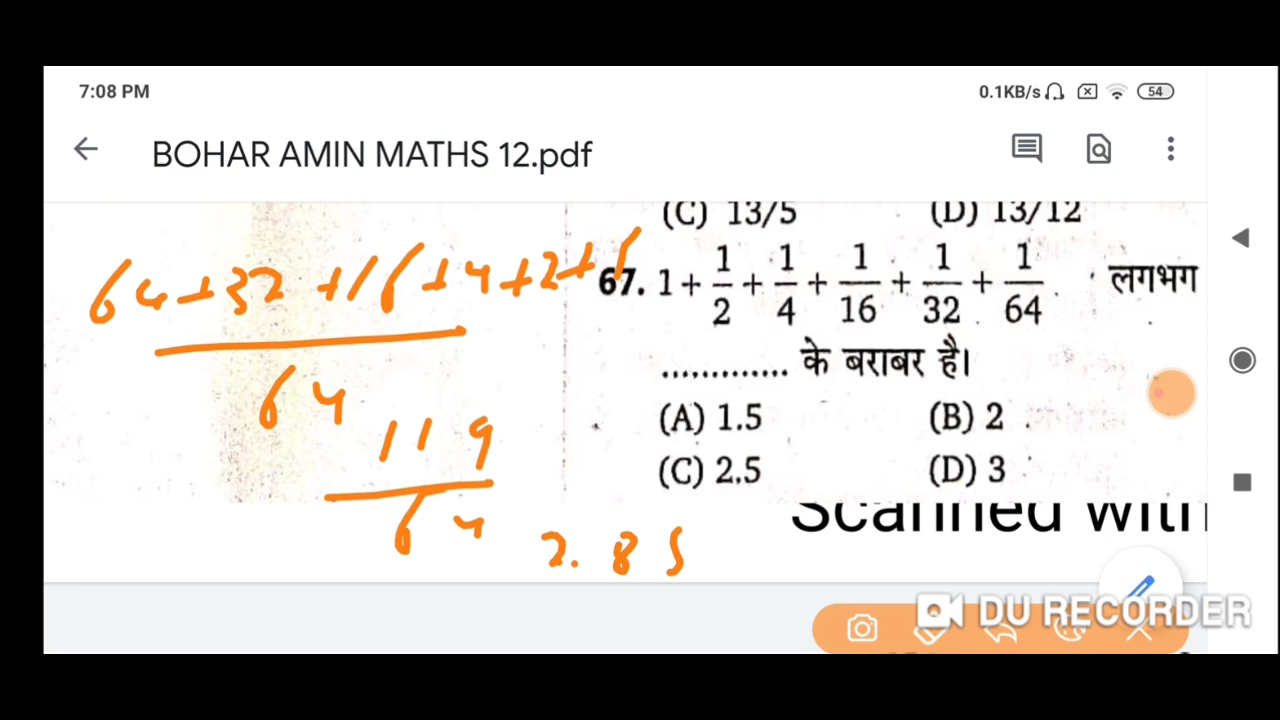 7:08 PM
0.1KB/s
54
BOHAR AMIN MATHS 12.pdf
(C) 13/5 (D) 13/12
67. 1 + 1/2 + 1/4 + 1/16 + 1/32 + 1/64 लगभग
............. के बराबर है।
(A) 1.5 (B) 2
(C) 2.5 (D) 3
64+32+16+4+2+1
64
119
64
2.85
Scanned with
DU RECORDER